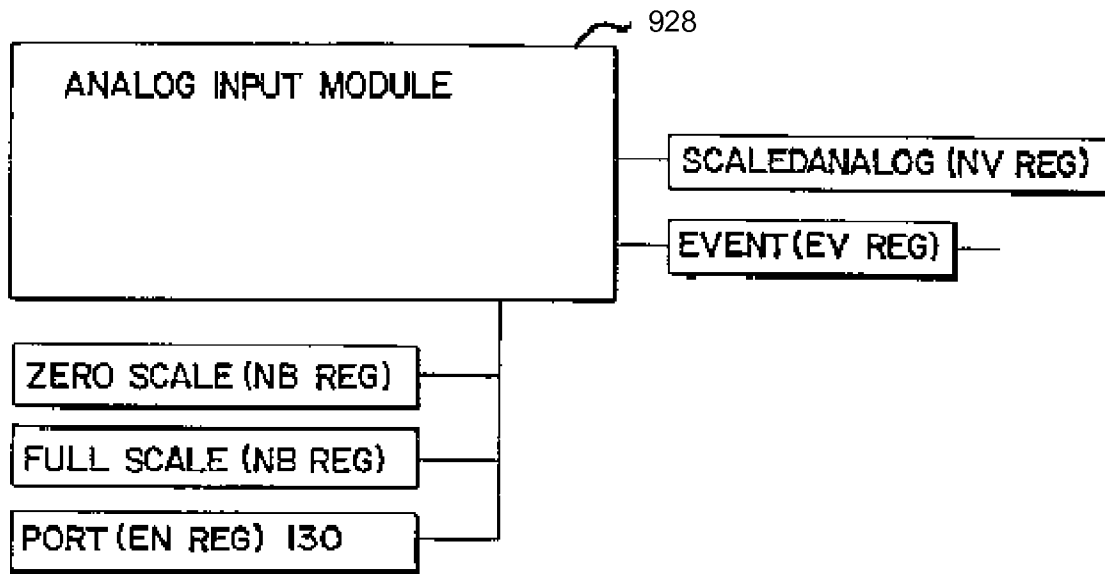 928
ANALOG INPUT MODULE
SCALEDANALOG (NV REG)
EVENT (EV REG)
ZERO SCALE (NB REG)
FULL SCALE (NB REG)
PORT (EN REG) 130